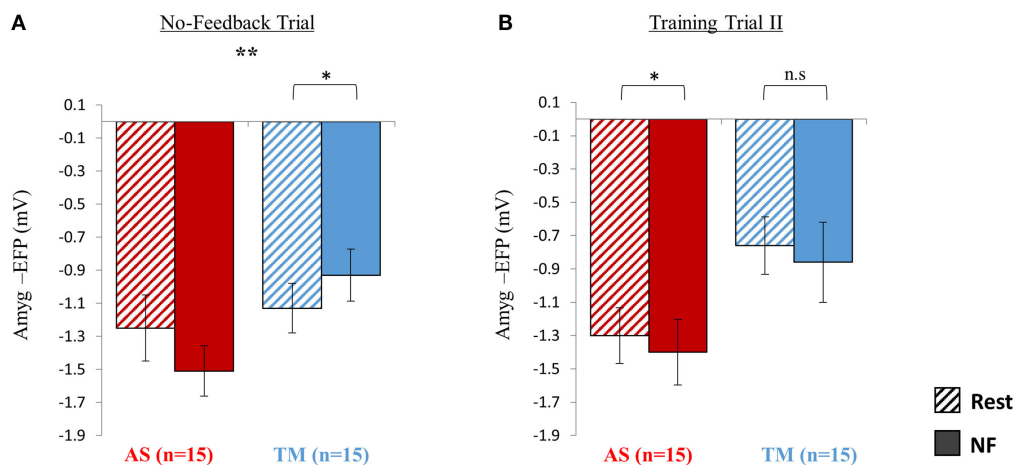 A
No-Feedback Trial
**
*
0.1
-0.1
-0.3
-0.5
-0.7
-0.9
-1.1
-1.3
-1.5
-1.7
-1.9
Amyg –EFP (mV)
AS (n=15)
TM (n=15)
B
Training Trial II
*
n.s
0.1
-0.1
-0.3
-0.5
-0.7
-0.9
-1.1
-1.3
-1.5
-1.7
-1.9
Amyg –EFP (mV)
AS (n=15)
TM (n=15)
Rest
NF